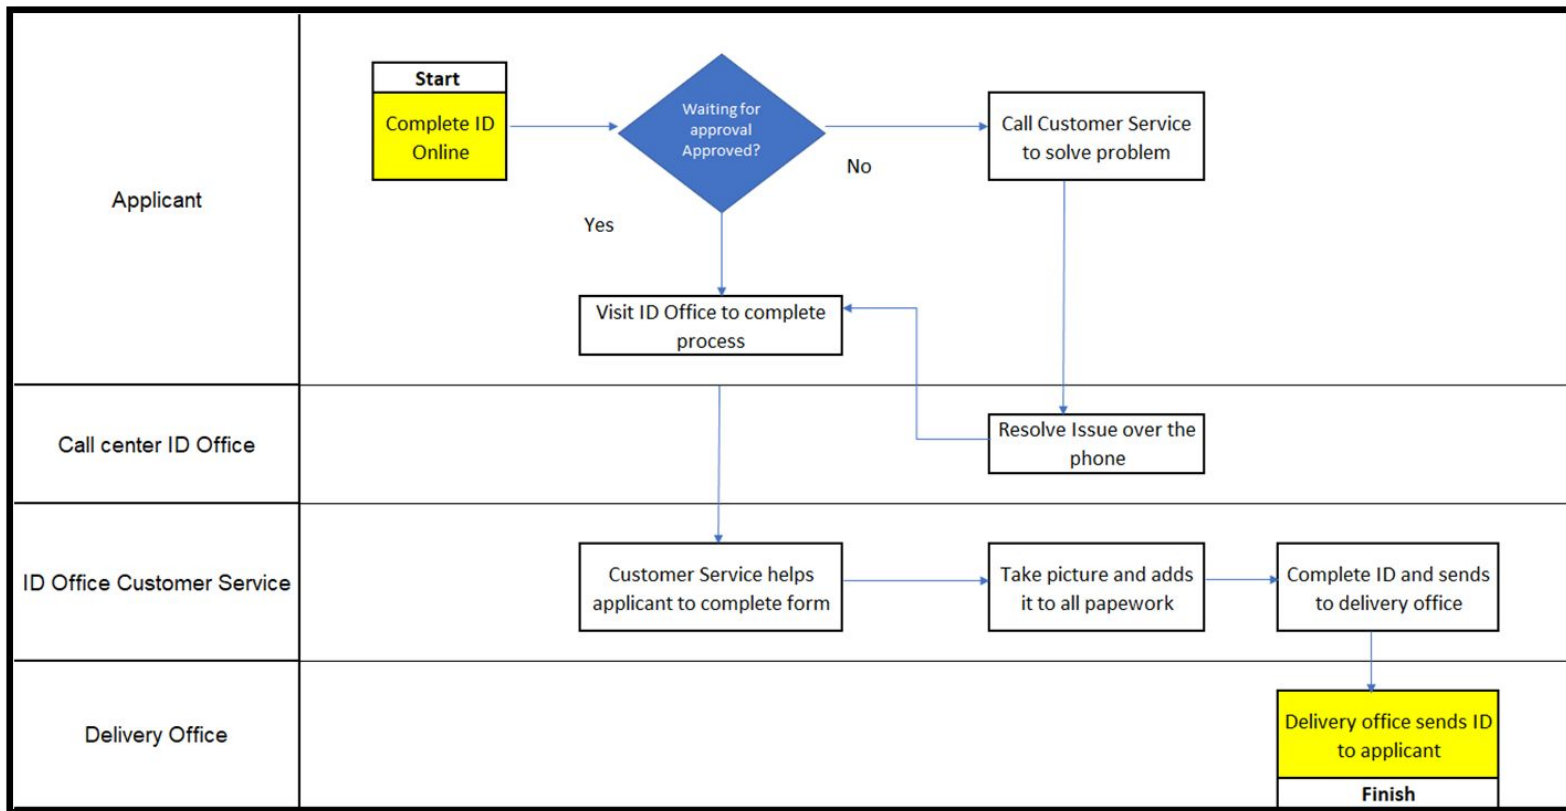 Applicant
Start
Complete ID
Online
Waiting for
approval
Approved?
No
Yes
Call Customer Service
to solve problem
Visit ID Office to complete
process
Call center ID Office
Resolve Issue over the
phone
ID Office Customer Service
Customer Service helps
applicant to complete form
Take picture and adds
it to all papework
Complete ID and sends
to delivery office
Delivery Office
Delivery office sends ID
to applicant
Finish